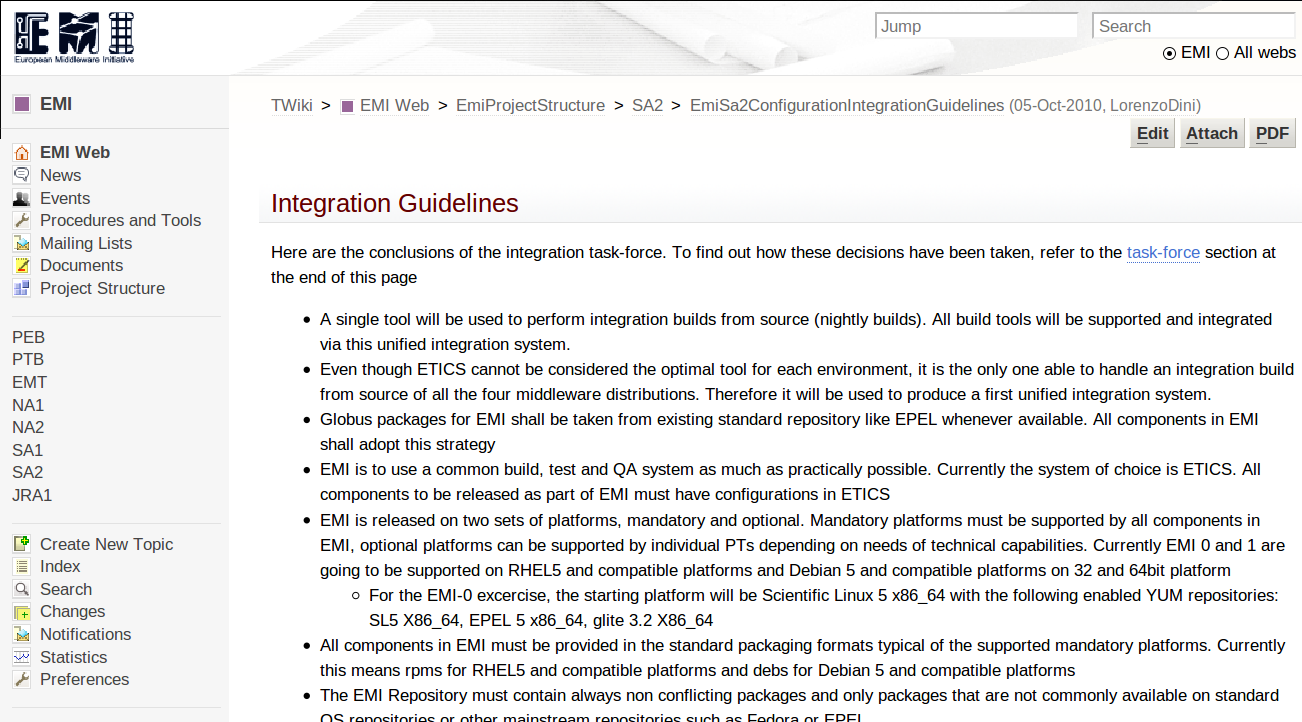 EMI
European Middleware Initiative
Jump
Search
EMI All webs
EMI
EMI Web
News
Events
Procedures and Tools
Mailing Lists
Documents
Project Structure
PEB
PTB
EMT
NA1
NA2
SA1
SA2
JRA1
Create New Topic
Index
Search
Changes
Notifications
Statistics
Preferences
TWiki > EMI Web > EmiProjectStructure > SA2 > EmiSa2ConfigurationIntegrationGuidelines (05-Oct-2010, LorenzoDini)
Edit Attach PDF
Integration Guidelines
Here are the conclusions of the integration task-force. To find out how these decisions have been taken, refer to the task-force section at
the end of this page
• A single tool will be used to perform integration builds from source (nightly builds). All build tools will be supported and integrated
via this unified integration system.
• Even though ETICS cannot be considered the optimal tool for each environment, it is the only one able to handle an integration build
from source of all the four middleware distributions. Therefore it will be used to produce a first unified integration system.
• Globus packages for EMI shall be taken from existing standard repository like EPEL whenever available. All components in EMI
shall adopt this strategy
• EMI is to use a common build, test and QA system as much as practically possible. Currently the system of choice is ETICS. All
components to be released as part of EMI must have configurations in ETICS
• EMI is released on two sets of platforms, mandatory and optional. Mandatory platforms must be supported by all components in
EMI, optional platforms can be supported by individual PTs depending on needs of technical capabilities. Currently EMI 0 and 1 are
going to be supported on RHEL5 and compatible platforms and Debian 5 and compatible platforms on 32 and 64bit platform
○ For the EMI-0 excercise, the starting platform will be Scientific Linux 5 x86_64 with the following enabled YUM repositories:
SL5 X86_64, EPEL 5 x86_64, glite 3.2 X86_64
• All components in EMI must be provided in the standard packaging formats typical of the supported mandatory platforms. Currently
this means rpms for RHEL5 and compatible platforms and debs for Debian 5 and compatible platforms
• The EMI Repository must contain always non conflicting packages and only packages that are not commonly available on standard
OS repositories or other mainstream repositories such as Fedora or EPEL